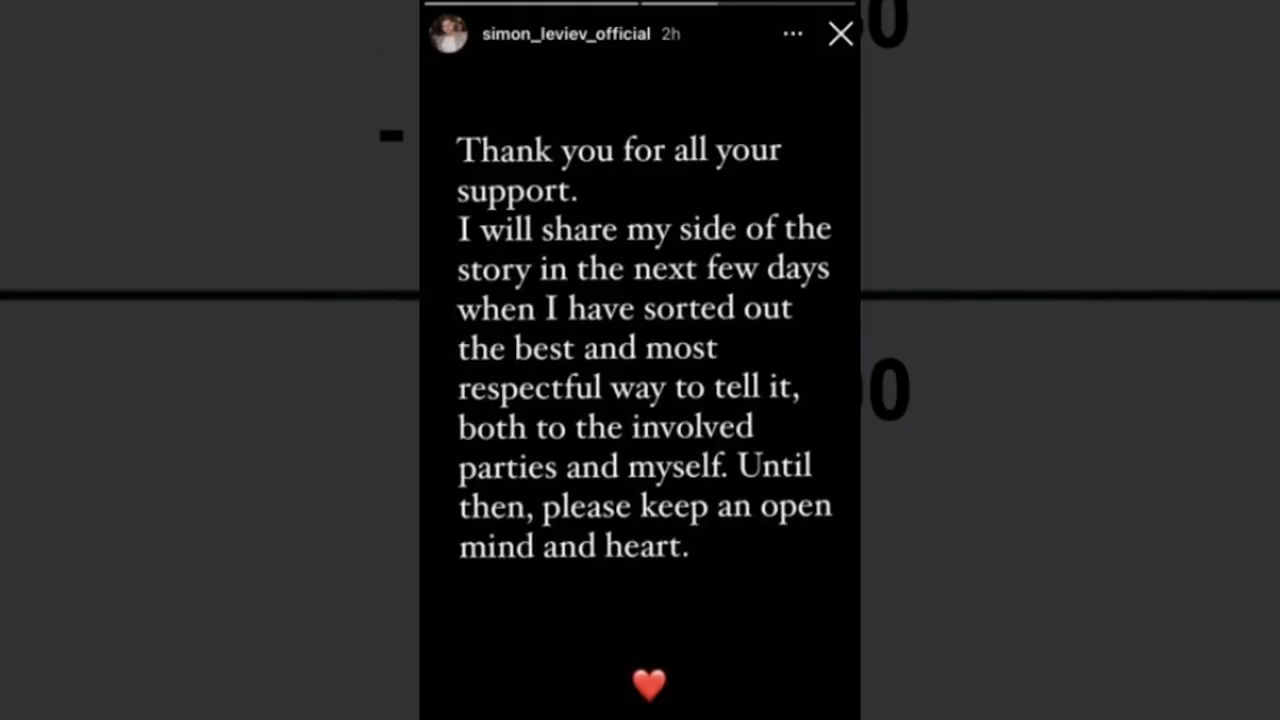 simon_leviev_official 2h
Thank you for all your
support.
I will share my side of the
story in the next few days
when I have sorted out
the best and most
respectful way to tell it,
both to the involved
parties and myself. Until
then, please keep an open
mind and heart.